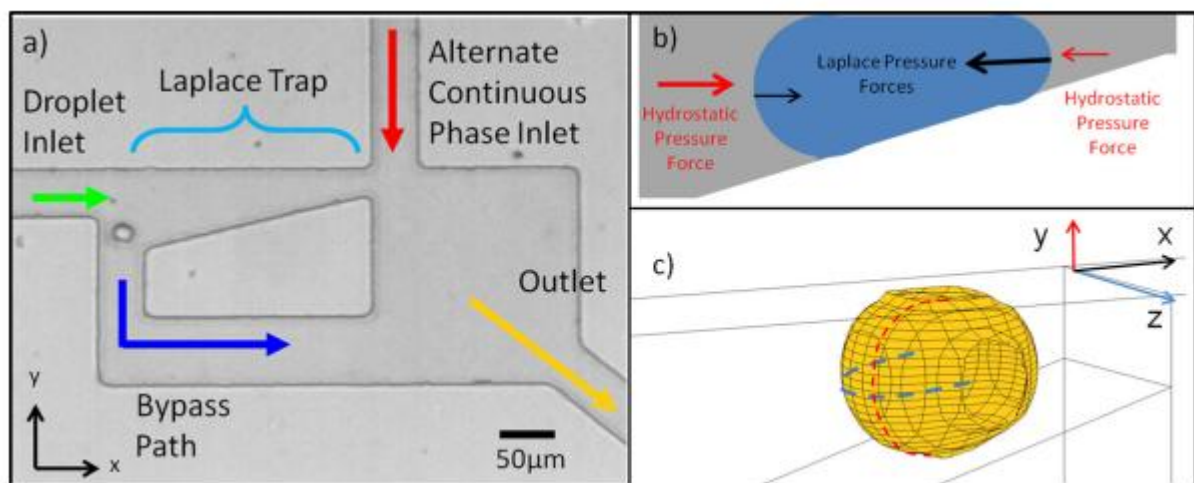 a)
Droplet
Inlet
Laplace Trap
Alternate
Continuous
Phase Inlet
Outlet
Bypass
Path
50µm
y
x
b)
Laplace Pressure
Forces
Hydrostatic
Pressure
Force
Hydrostatic
Pressure
Force
c)
y
x
z